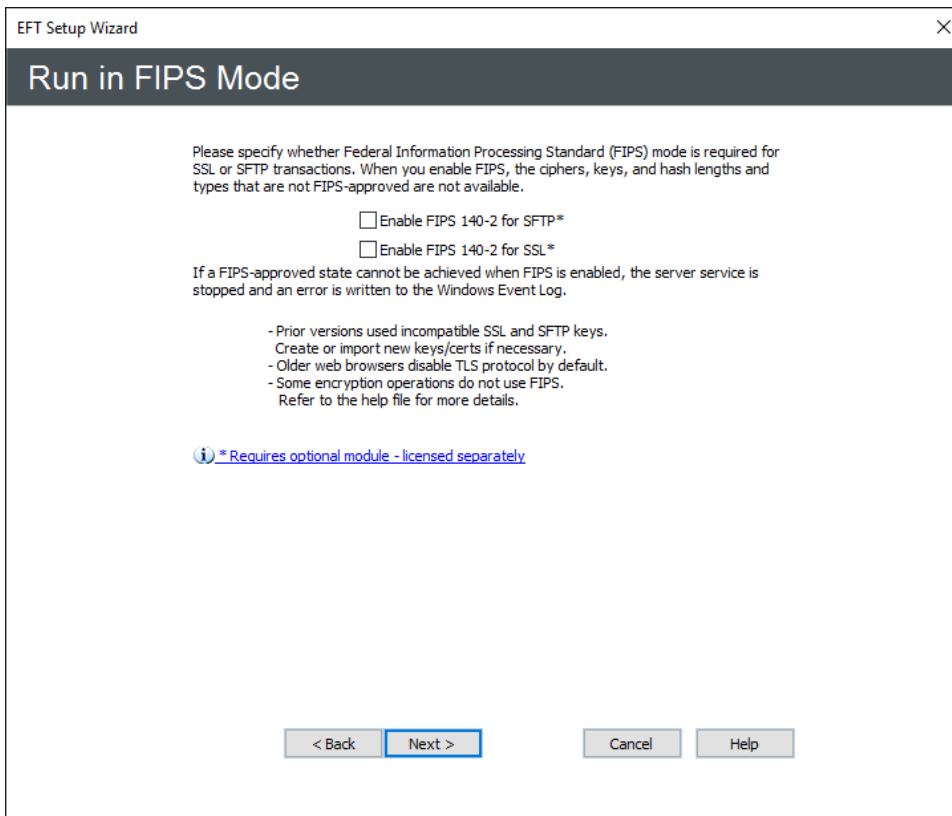 EFT Setup Wizard
Run in FIPS Mode
Please specify whether Federal Information Processing Standard (FIPS) mode is required for
SSL or SFTP transactions. When you enable FIPS, the ciphers, keys, and hash lengths and
types that are not FIPS-approved are not available.
Enable FIPS 140-2 for SFTP*
Enable FIPS 140-2 for SSL*
If a FIPS-approved state cannot be achieved when FIPS is enabled, the server service is
stopped and an error is written to the Windows Event Log.
- Prior versions used incompatible SSL and SFTP keys.
Create or import new keys/certs if necessary.
- Older web browsers disable TLS protocol by default.
- Some encryption operations do not use FIPS.
Refer to the help file for more details.
* Requires optional module - licensed separately
< Back Next > Cancel Help